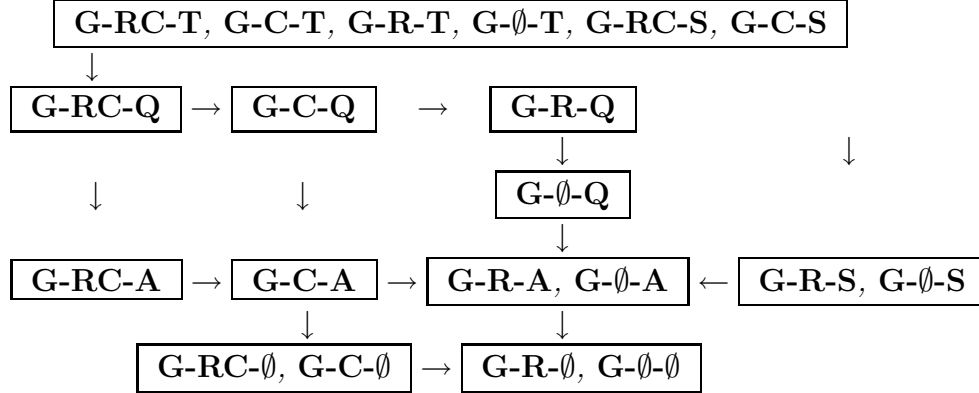 G-RC-T, G-C-T, G-R-T, G-∅-T, G-RC-S, G-C-S
↓
G-RC-Q → G-C-Q → G-R-Q
↓ ↓
G-∅-Q
↓ ↓ ↓
G-RC-A → G-C-A → G-R-A, G-∅-A ← G-R-S, G-∅-S
↓ ↓
G-RC-∅, G-C-∅ → G-R-∅, G-∅-∅